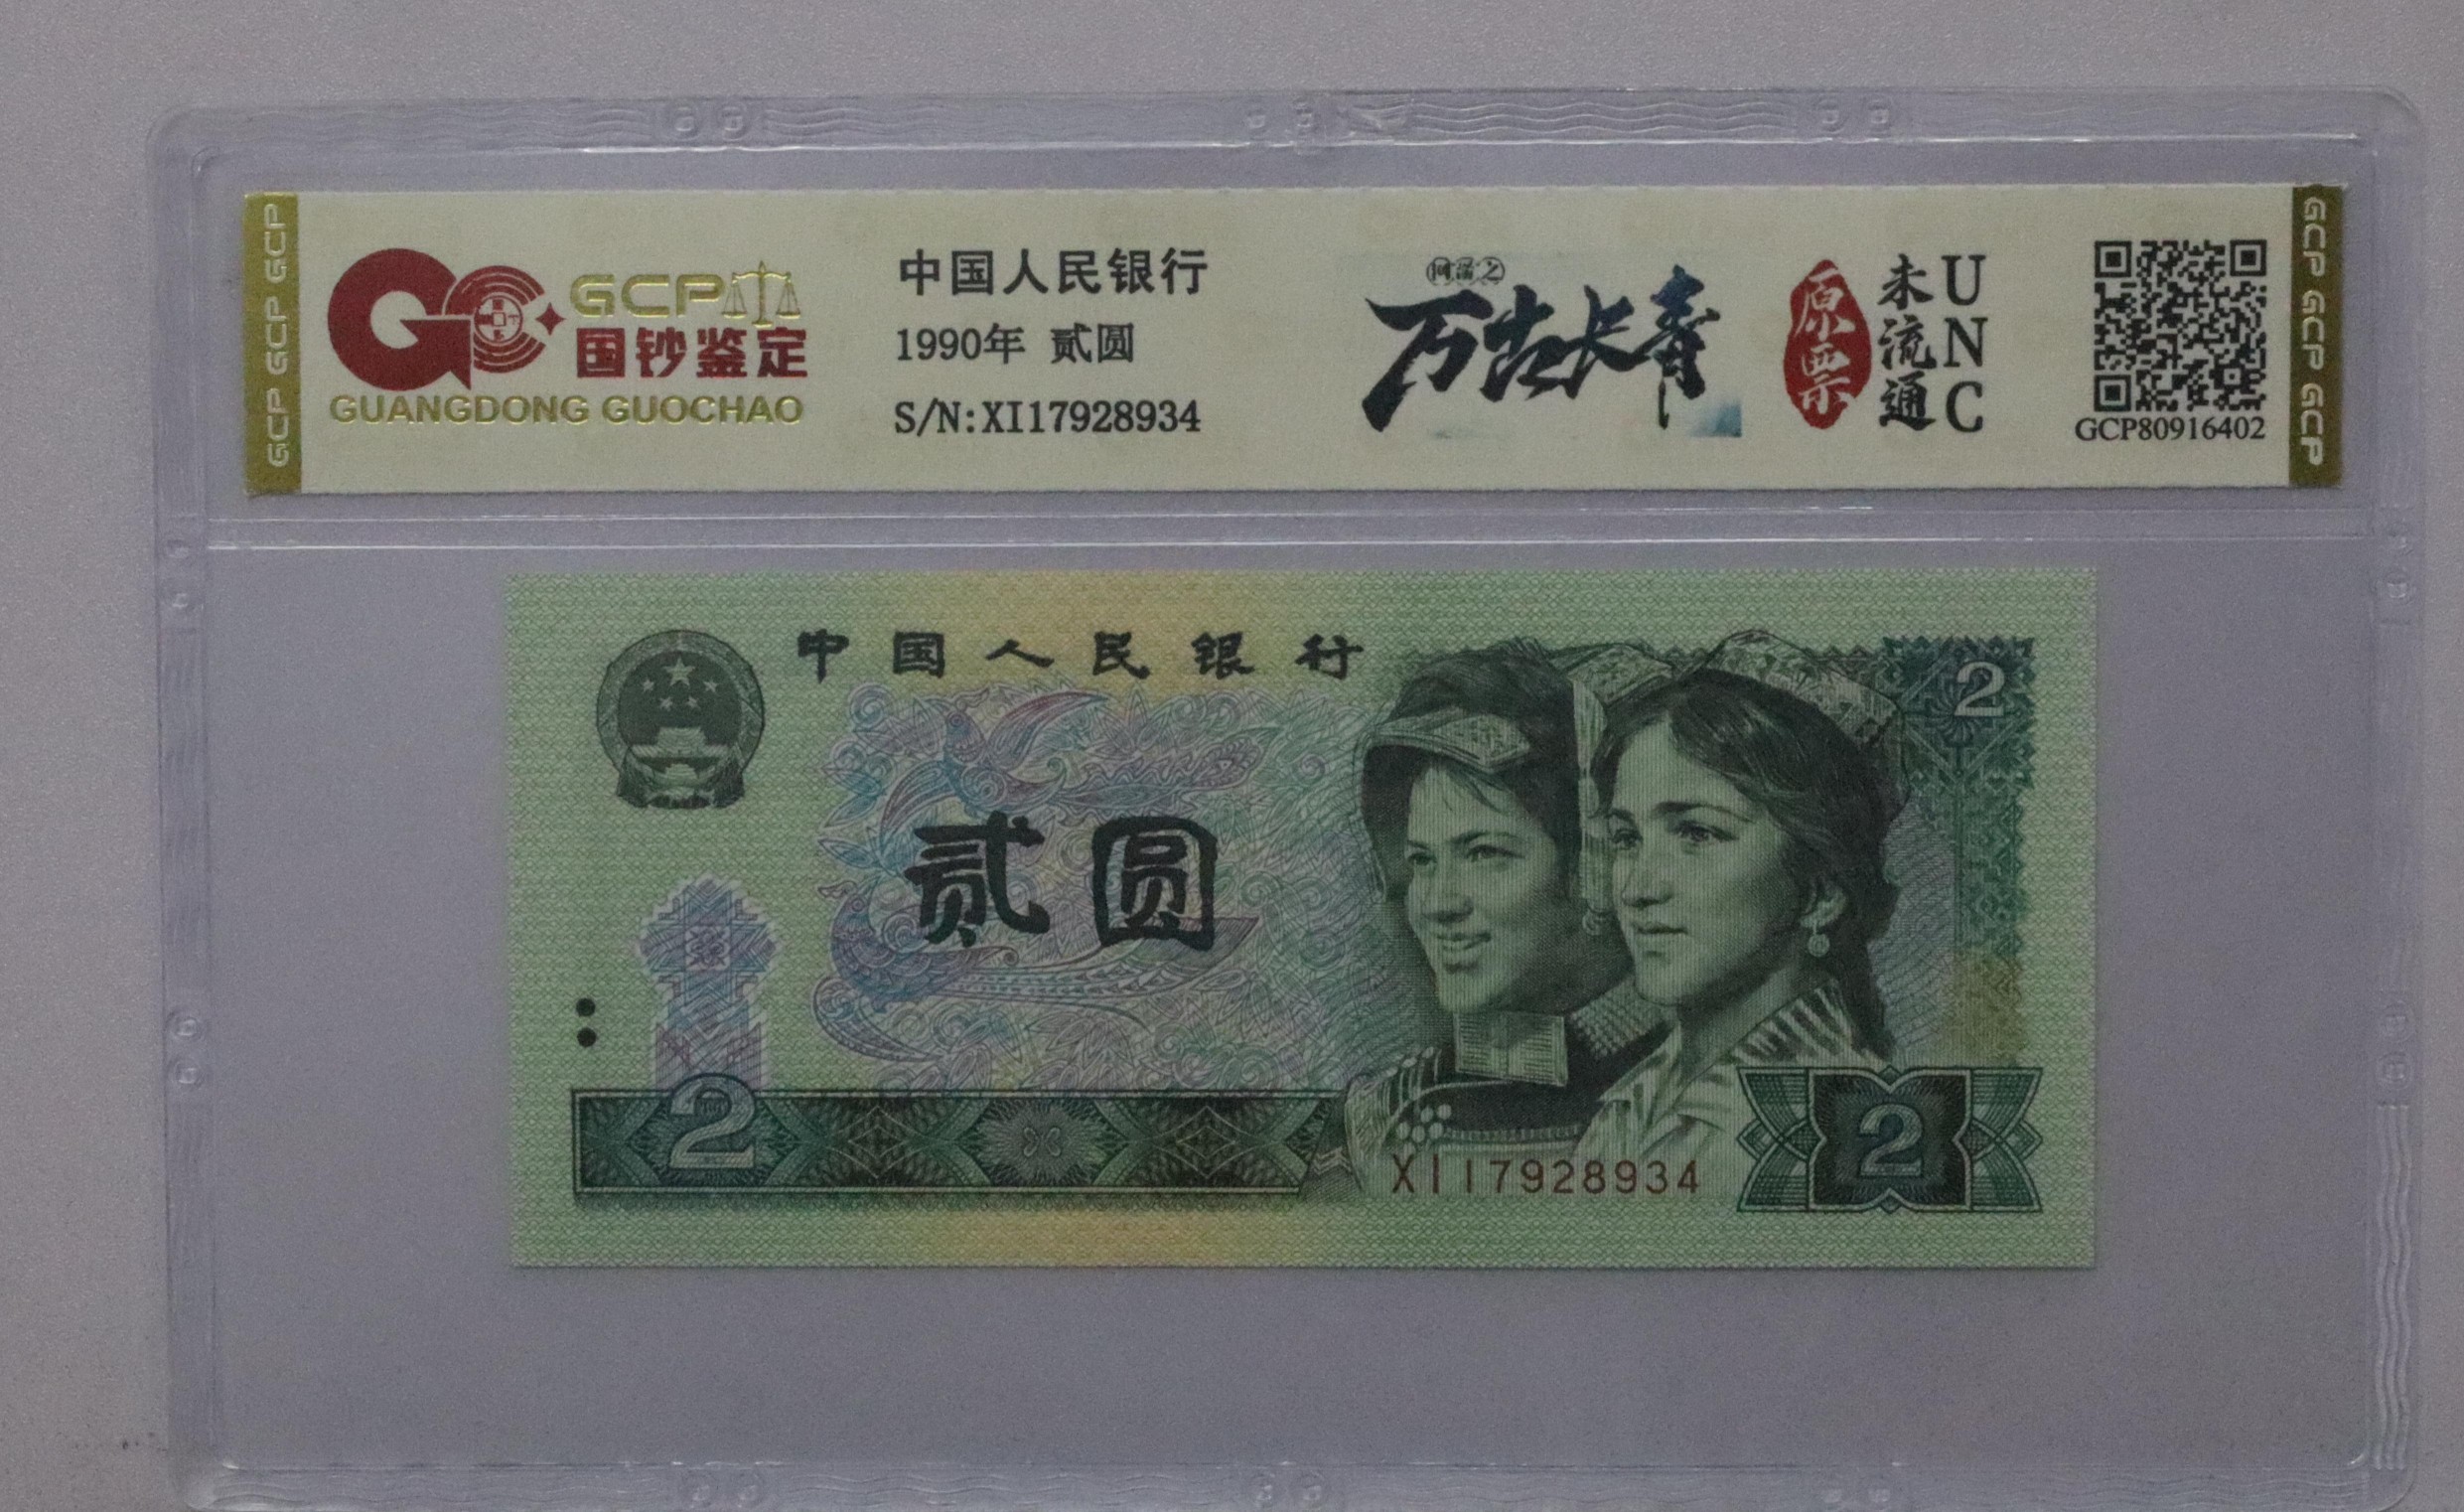 GCP GCP GCP
GCP
国钞鉴定
GUANGDONG GUOCHAO
中国人民银行
1990年 贰圆
S/N:XI17928934
万古长青
原票
未流通
UNC
GCP80916402
GCP GCP GCP
中国人民银行
2
贰圆
2
XI17928934
2